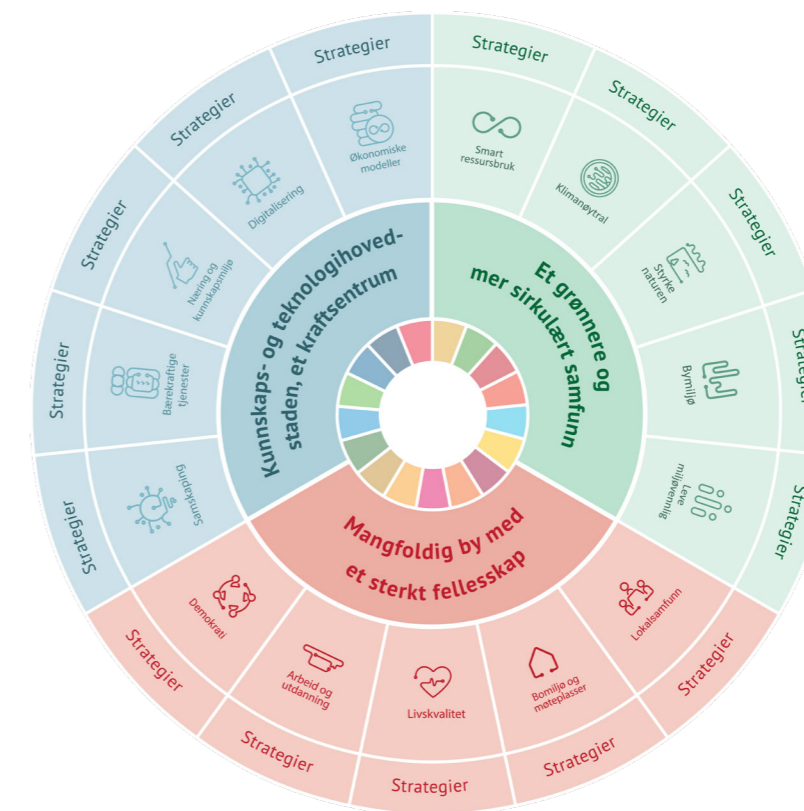 Strategier
Økonomiske
modeller
Strategier
Digitalisering
Strategier
Næring og
kunnskapsmiljø
Strategier
Bærekraftige
tjenester
Strategier
Samskaping
Kunnskaps- og teknologihoved-
staden, et kraftsentrum
Strategier
Smart
ressursbruk
Strategier
Klimanøytral
Strategier
Styrke
naturen
Strategier
Bymiljø
Strategier
Leve
miljøvennlig
Et grønnere og
mer sirkulært samfunn
Mangfoldig by med
et sterkt fellesskap
Demokrati
Strategier
Arbeid og
utdanning
Strategier
Livskvalitet
Strategier
Bomiljø og
møteplasser
Strategier
Lokalsamfunn
Strategier